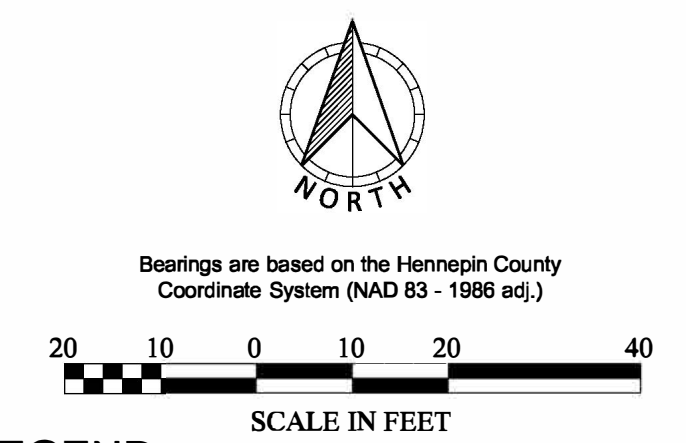 NORTH
Bearings are based on the Hennepin County
Coordinate System (NAD 83 - 1986 adj.)
20 10 0 10 20 40
SCALE IN FEET